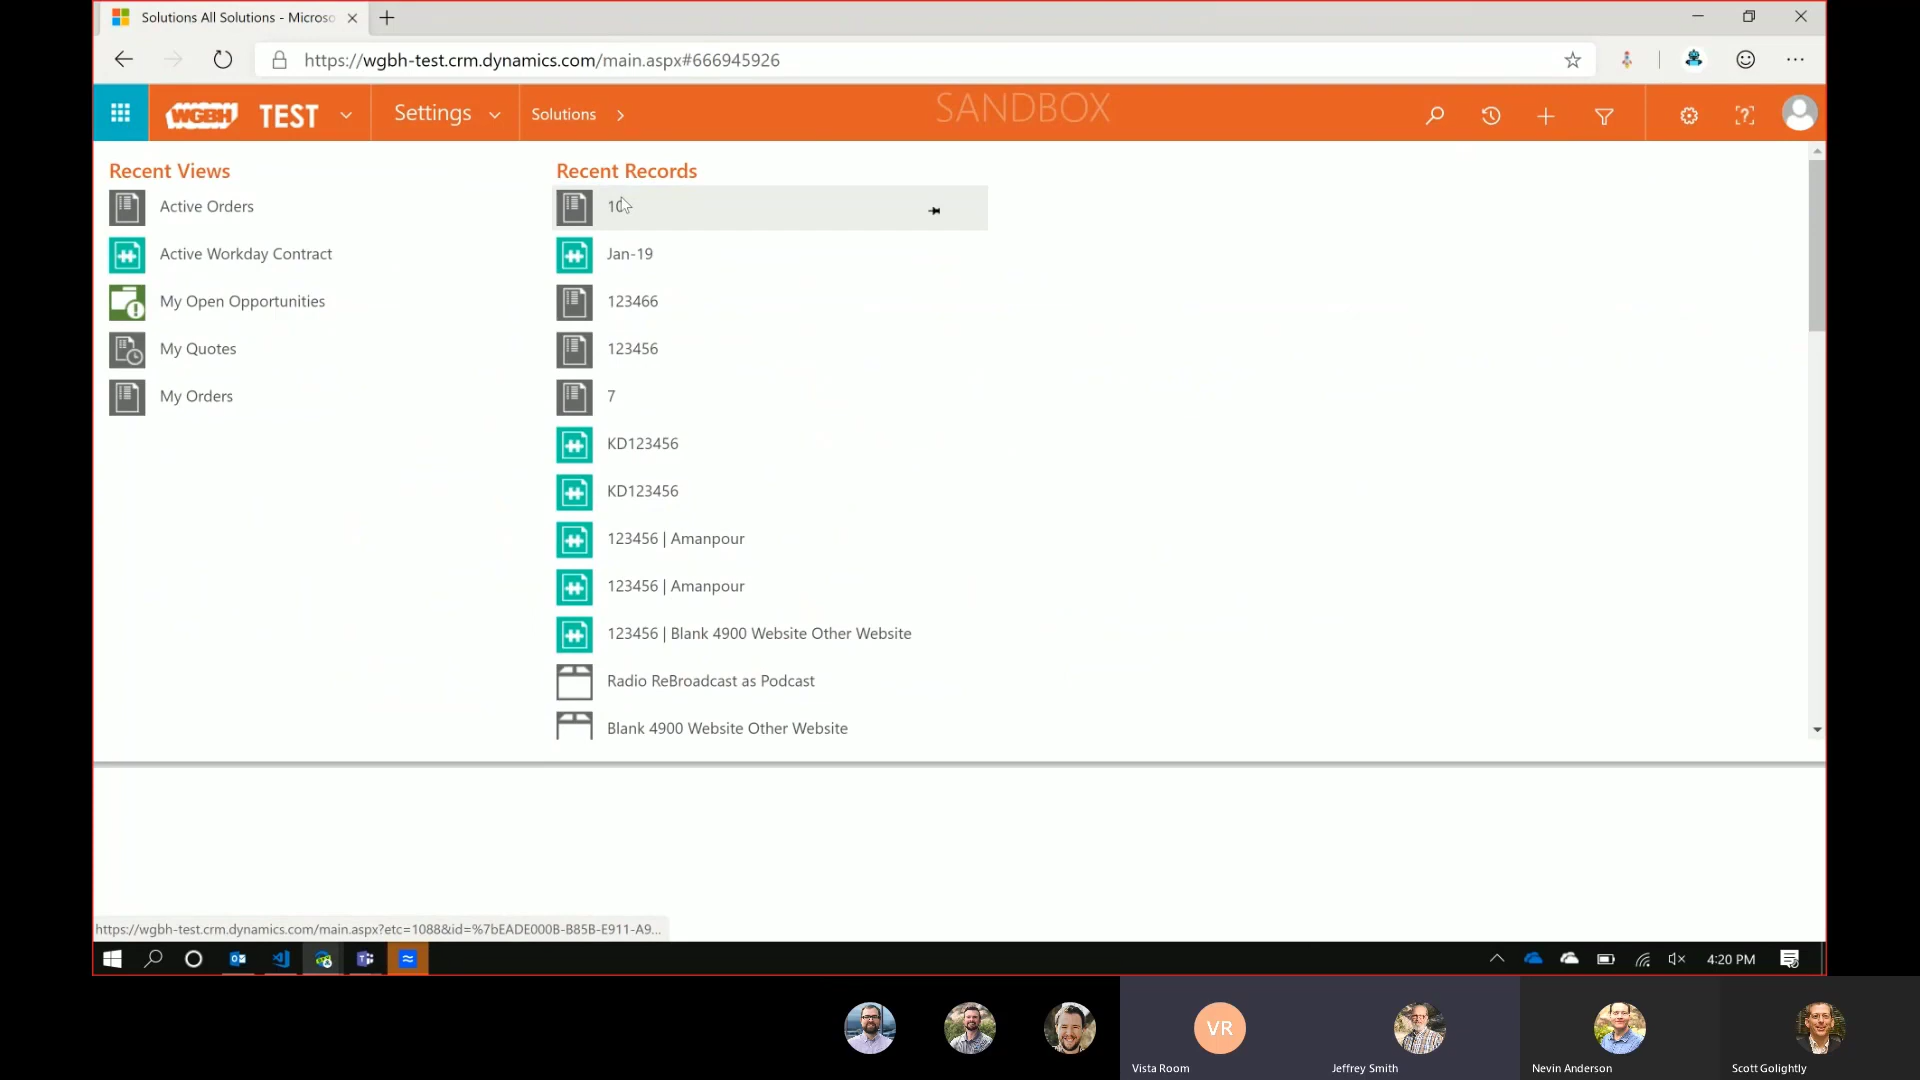 Solutions All Solutions - Microso
https://wgbh-test.crm.dynamics.com/main.aspx#666945926
WGBH TEST Settings Solutions SANDBOX
Recent Views
Active Orders
Active Workday Contract
My Open Opportunities
My Quotes
My Orders
Recent Records
Jan-19
123466
123456
7
KD123456
KD123456
123456 | Amanpour
123456 | Amanpour
123456 | Blank 4900 Website Other Website
Radio ReBroadcast as Podcast
Blank 4900 Website Other Website
https://wgbh-test.crm.dynamics.com/main.aspx?etc=1088&id=%7bEADE000B-B85B-E911-A9...
4:20 PM
VR
Vista Room
Jeffrey Smith
Nevin Anderson
Scott Golightly